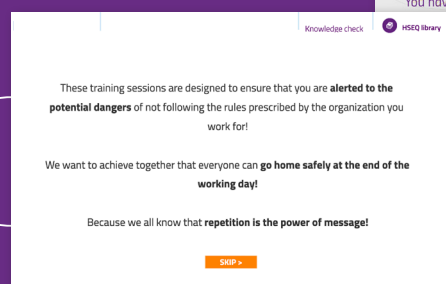 You hav
Knowledge check
HSEQ library
These training sessions are designed to ensure that you are alerted to the
potential dangers of not following the rules prescribed by the organization you
work for!
We want to achieve together that everyone can go home safely at the end of the
working day!
Because we all know that repetition is the power of message!
SKIP >